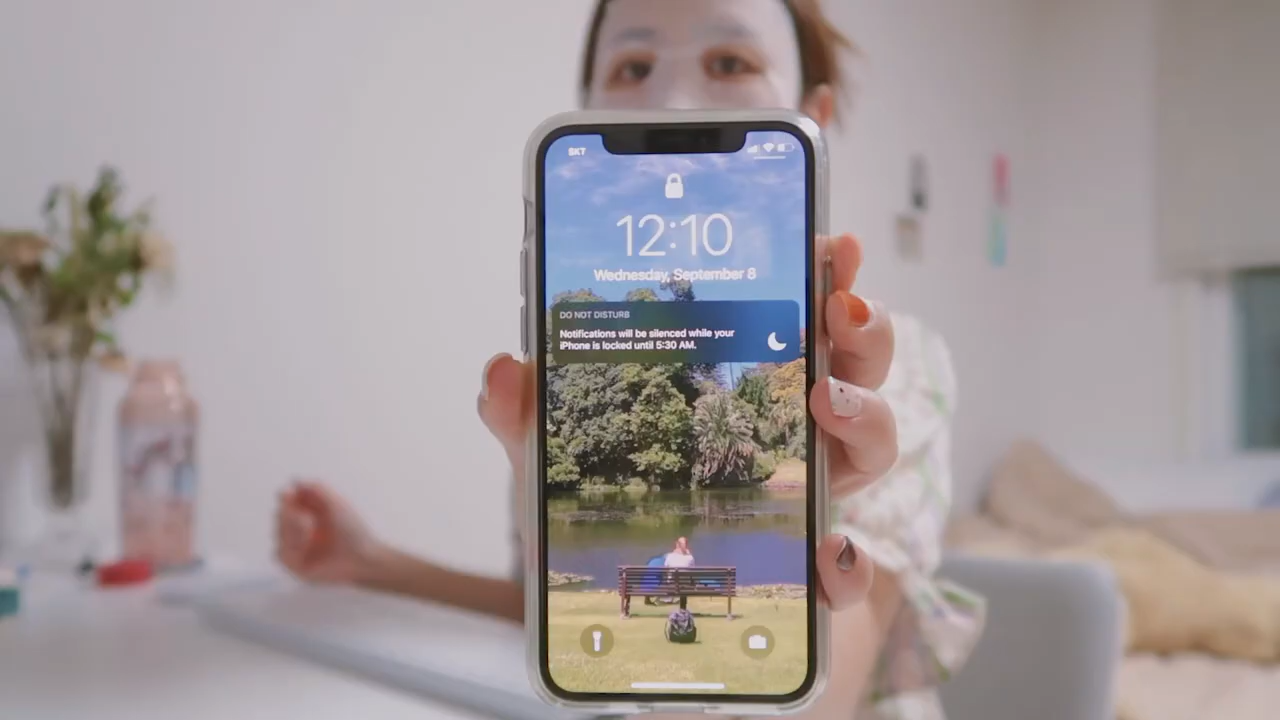 SKT
12:10
Wednesday, September 8
DO NOT DISTURB
Notifications will be silenced while your
iPhone is locked until 5:30 AM.